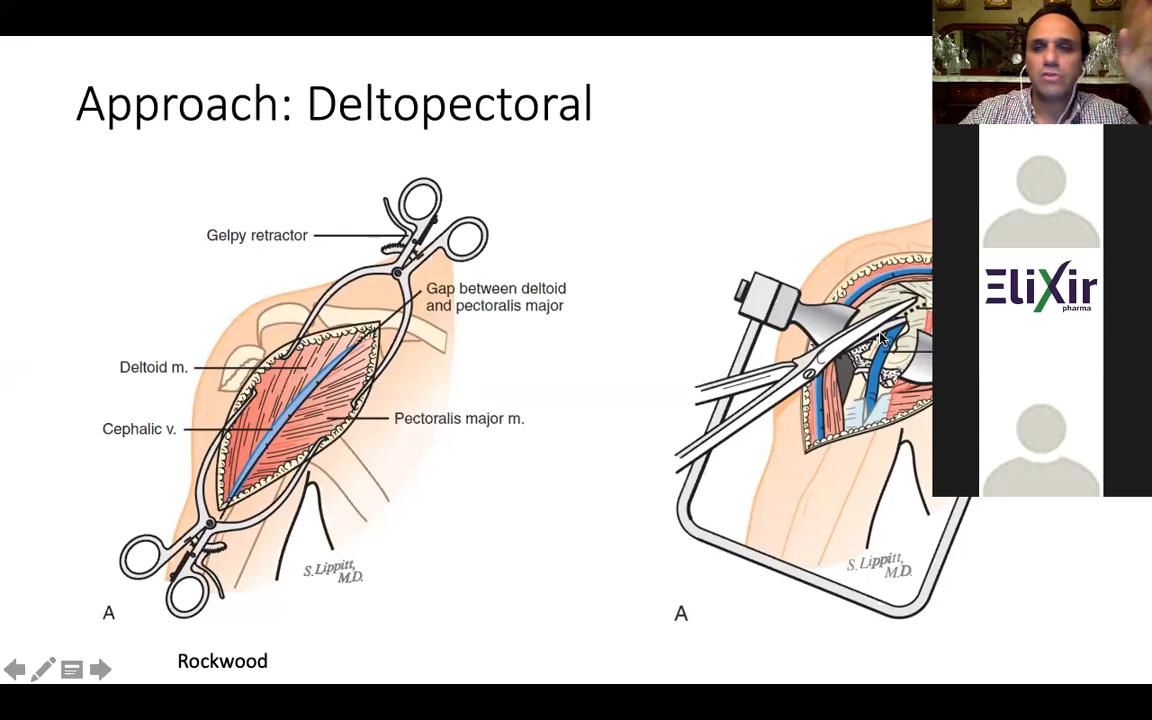 Approach: Deltopectoral
Gelpy retractor
Gap between deltoid
and pectoralis major
Deltoid m.
Cephalic v.
Pectoralis major m.
S. Lippitt,
M.D.
A
S. Lippitt,
M.D.
A
Rockwood
EliXir
pharma